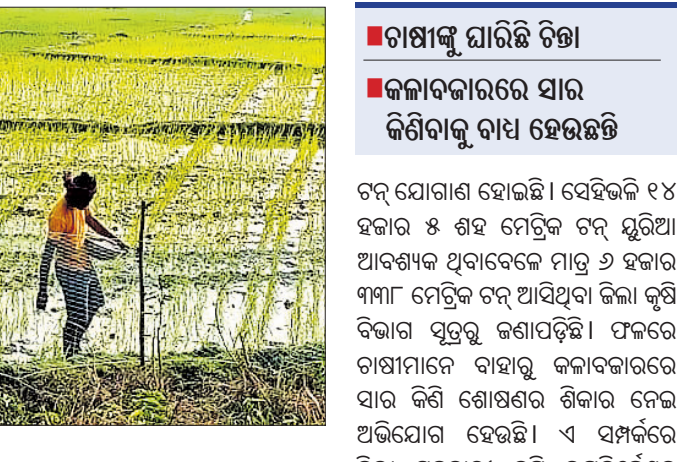 ■ଚାଷୀଙ୍କୁ ଘାରିଛି ଚିନ୍ତା
■କଳାବଜାରରେ ସାର
କିଣିବାକୁ ବାଧ୍ୟ ହେଉଛନ୍ତି
ଟନ୍ ଯୋଗାଣ ହୋଇଛି। ସେହିଭଳି ୧୪
ହଜାର ୫ ଶହ ମେଟ୍ରିକ ଟନ୍ ୟୁରିଆ
ଆବଶ୍ୟକ ଥିବାବେଳେ ମାତ୍ର ୬ ହଜାର
୩୩୮ ମେଟ୍ରିକ ଟନ୍ ଆସିଥିବା ଜିଲା କୃଷି
ବିଭାଗ ସୂତ୍ରରୁ ଜଣାପଡ଼ିଛି। ଫଳରେ
ଚାଷୀମାନେ ବାହାରୁ କଳାବଜାରରେ
ସାର କିଣି ଶୋଷଣର ଶିକାର ନେଇ
ଅଭିଯୋଗ ହେଉଛି। ଏ ସମ୍ପର୍କରେ